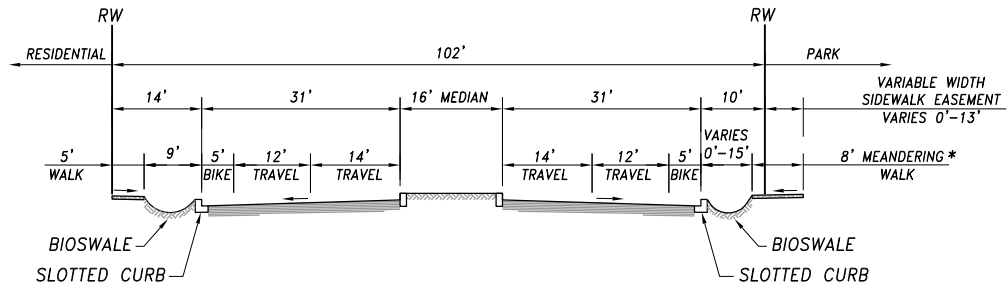 RW
RW
RESIDENTIAL
102'
PARK
14'
31'
16' MEDIAN
31'
10'
VARIABLE WIDTH
SIDEWALK EASEMENT
VARIES 0'-13'
5'
WALK
9'
5'
BIKE
12'
TRAVEL
14'
TRAVEL
14'
TRAVEL
12'
TRAVEL
5'
BIKE
VARIES
0'-15'
8' MEANDERING *
WALK
BIOSWALE
SLOTTED CURB
BIOSWALE
SLOTTED CURB